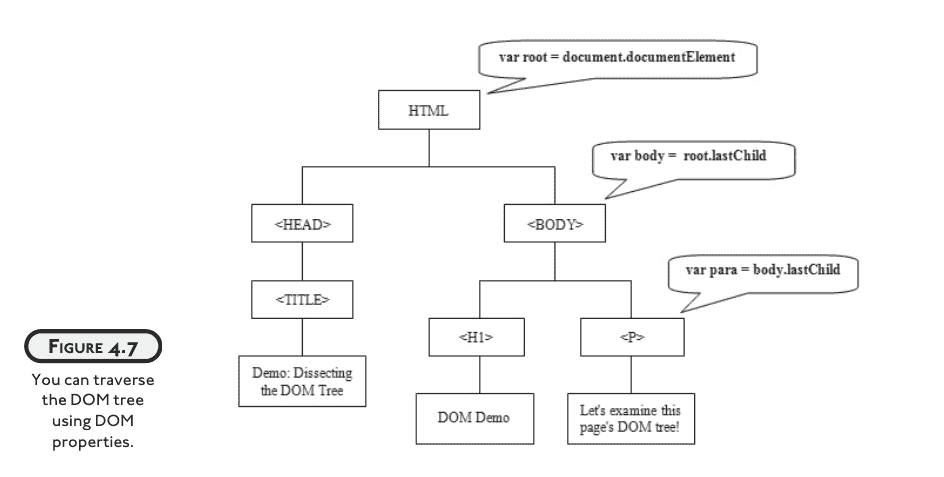 var root = document.documentElement
HTML
var body = root.lastChild
<HEAD>
<BODY>
var para = body.lastChild
<TITLE>
<H1>
<P>
FIGURE 4.7
Demo: Dissecting
the DOM Tree
You can traverse
the DOM tree
using DOM
properties.
DOM Demo
Let's examine this
page's DOM tree!